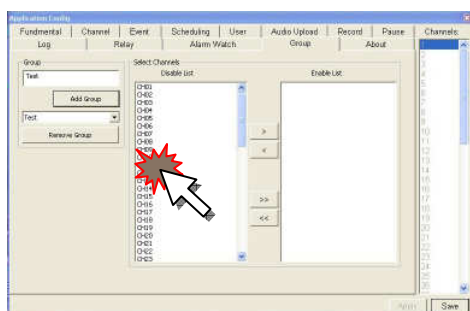 Application Config
Fundmental Channel Event Scheduling User Audio Upload Record Pause Channels:
Log Relay Alarm Watch Group About
Group
Test
Add Group
Test
Remove Group
Select Channels
Disable List
Enable List
CH01
CH02
CH03
CH04
CH05
CH06
CH07
CH08
CH09
CH14
CH15
CH16
CH17
CH18
CH19
CH20
CH21
CH22
CH23
>
<
>>
<<
1
2
3
4
5
6
7
8
9
10
11
12
13
14
15
16
17
18
19
20
21
22
23
24
25
26
Apply
Save